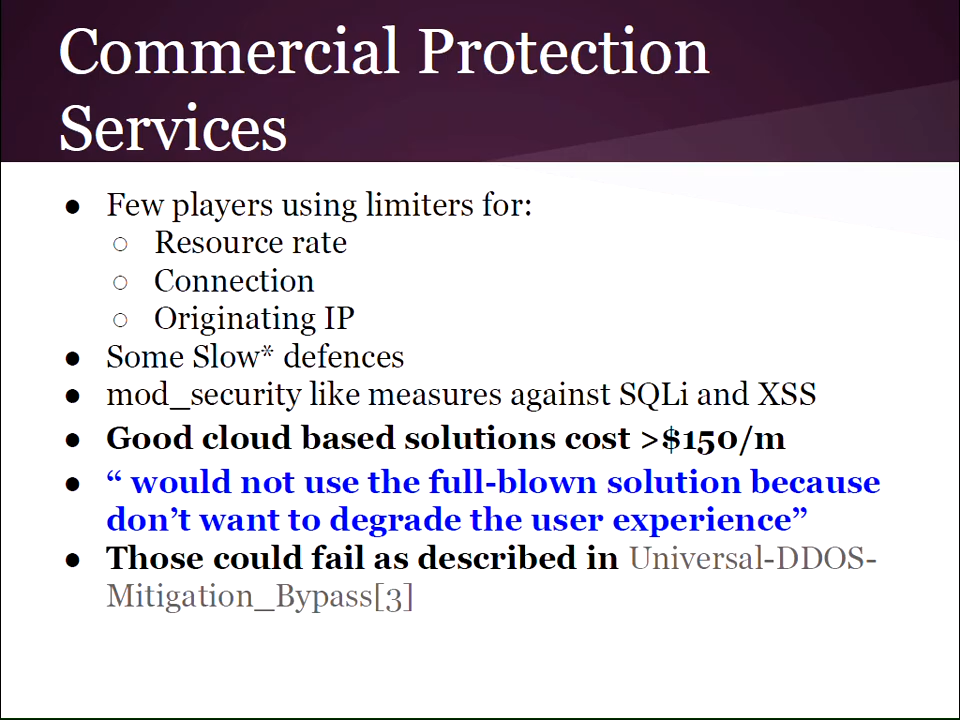 Commercial Protection
Services
● Few players using limiters for:
○ Resource rate
○ Connection
○ Originating IP
● Some Slow* defences
● mod_security like measures against SQLi and XSS
● Good cloud based solutions cost >$150/m
● “ would not use the full-blown solution because
don’t want to degrade the user experience”
● Those could fail as described in Universal-DDOS-
Mitigation_Bypass[3]